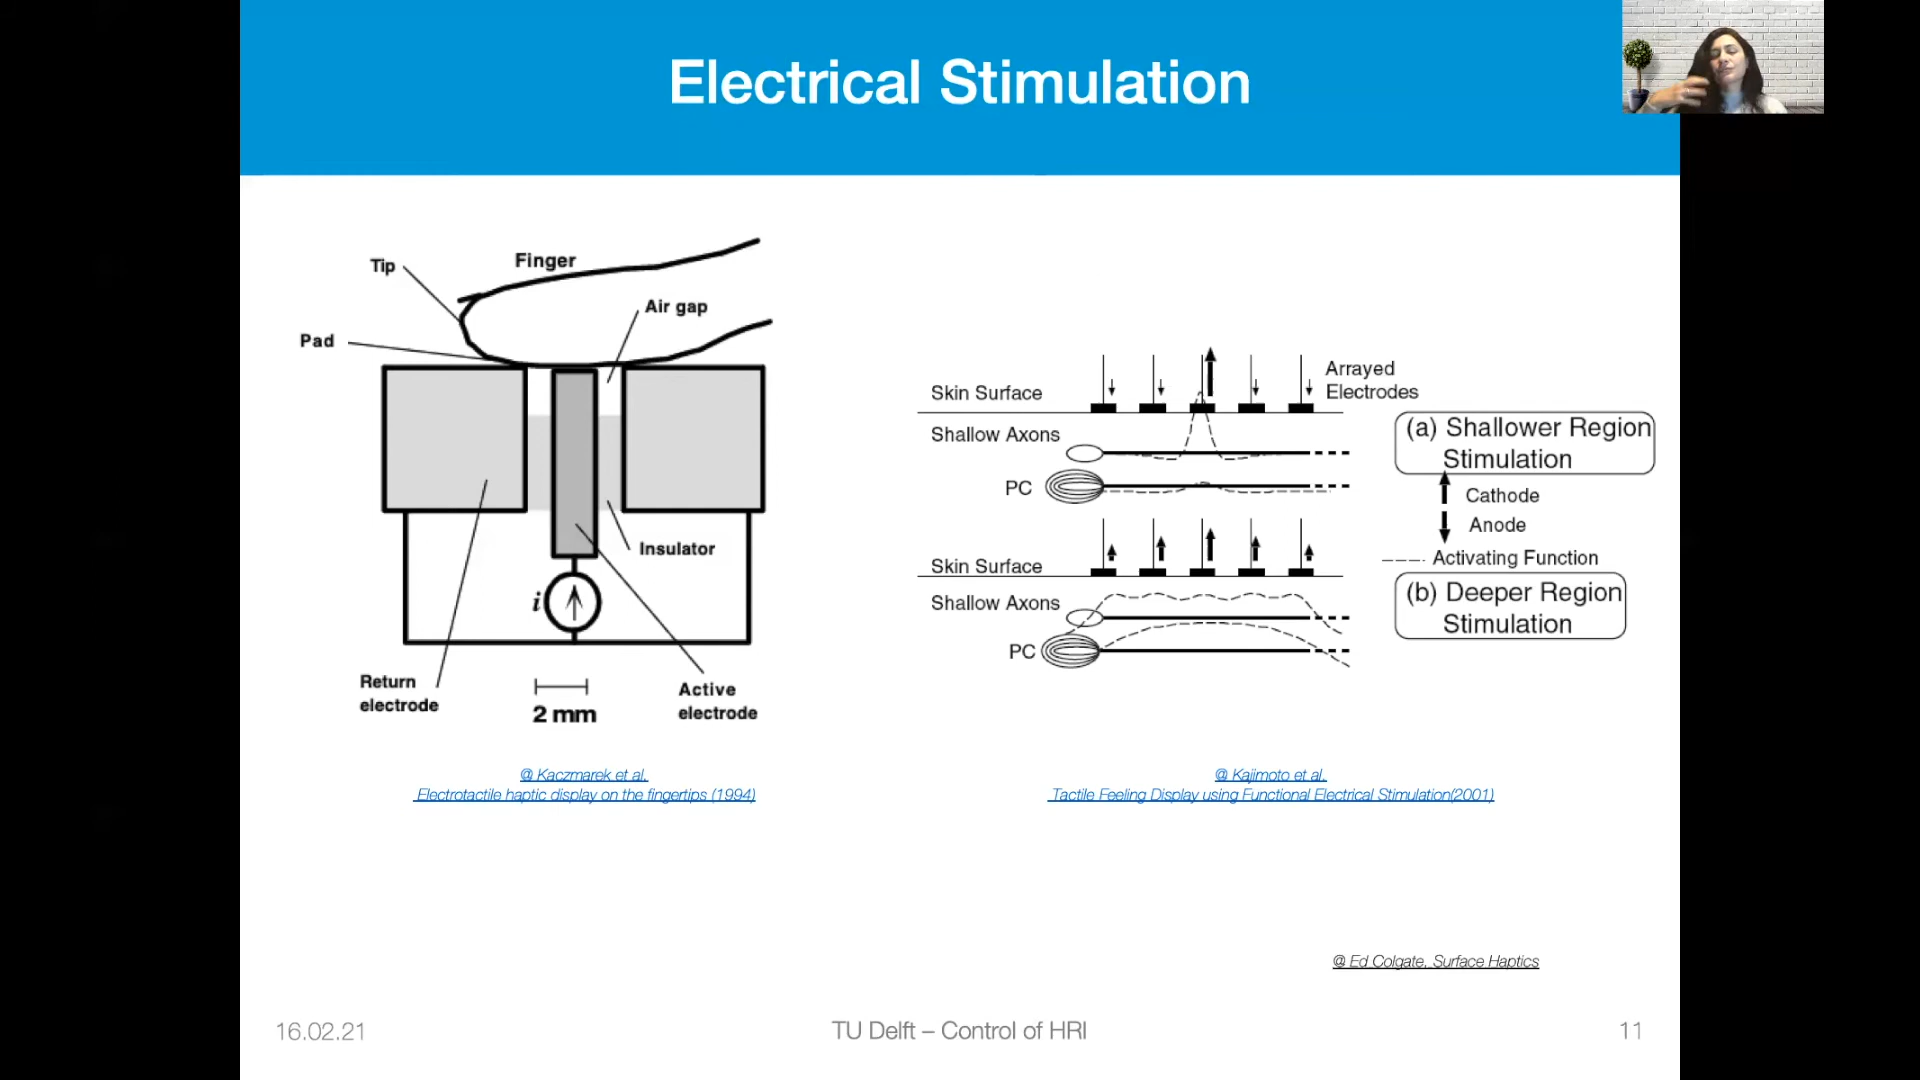 Electrical Stimulation
Tip
Finger
Air gap
Pad
Insulator
i
Return
electrode
2 mm
Active
electrode
@ Kaczmarek et al.
Electrotactile haptic display on the fingertips (1994)
Skin Surface
Arrayed
Electrodes
Shallow Axons
PC
(a) Shallower Region
Stimulation
Cathode
Anode
Activating Function
Skin Surface
Shallow Axons
PC
(b) Deeper Region
Stimulation
@ Kajimoto et al.
Tactile Feeling Display using Functional Electrical Stimulation(2001)
@ Ed Colgate, Surface Haptics
16.02.21
TU Delft – Control of HRI
11